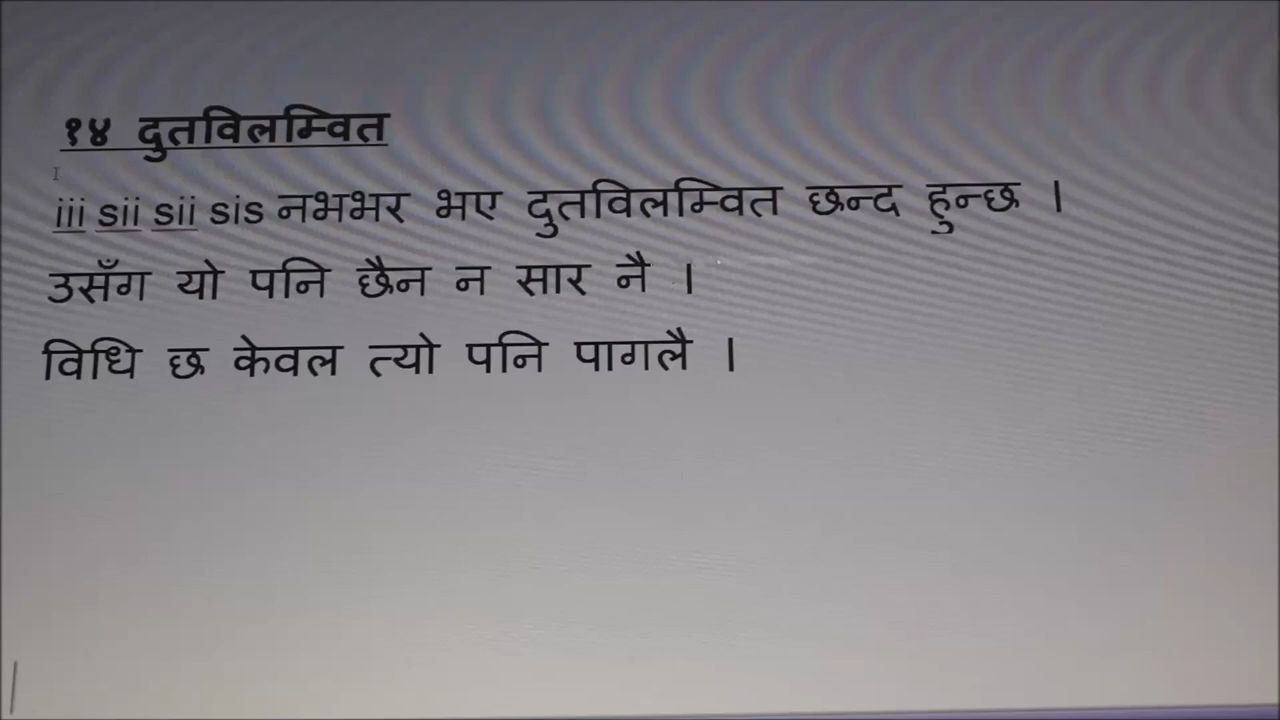 १४ दुतविलम्वित
iii sii sii sis नभभर भए दुतविलम्वित छन्द हुन्छ ।
उसँग यो पनि छैन न सार नै ।
विधि छ केवल त्यो पनि पागलै ।